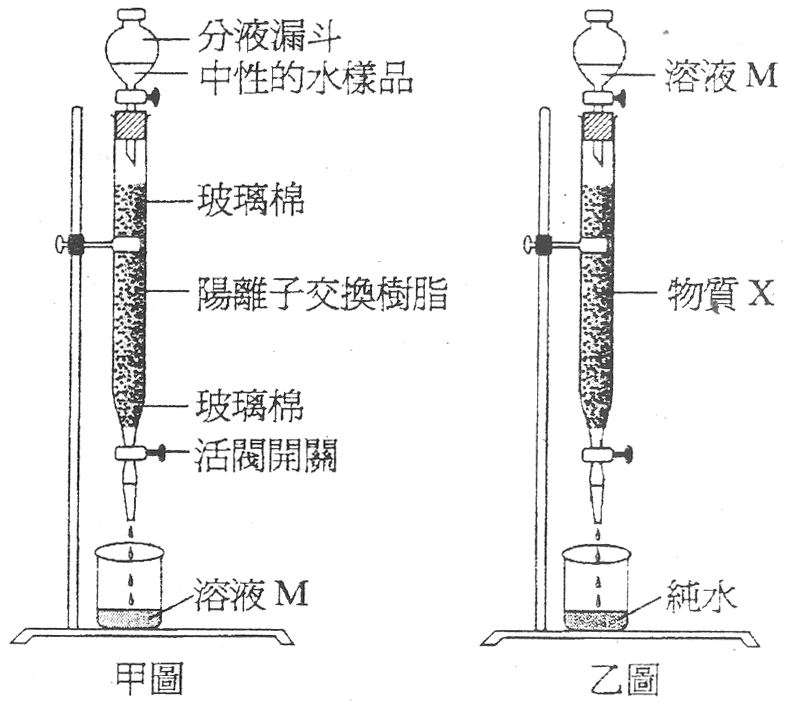 分液漏斗
中性的水樣品
玻璃棉
陽離子交換樹脂
玻璃棉
活閥開關
溶液 M
甲圖
溶液 M
物質 X
純水
乙圖